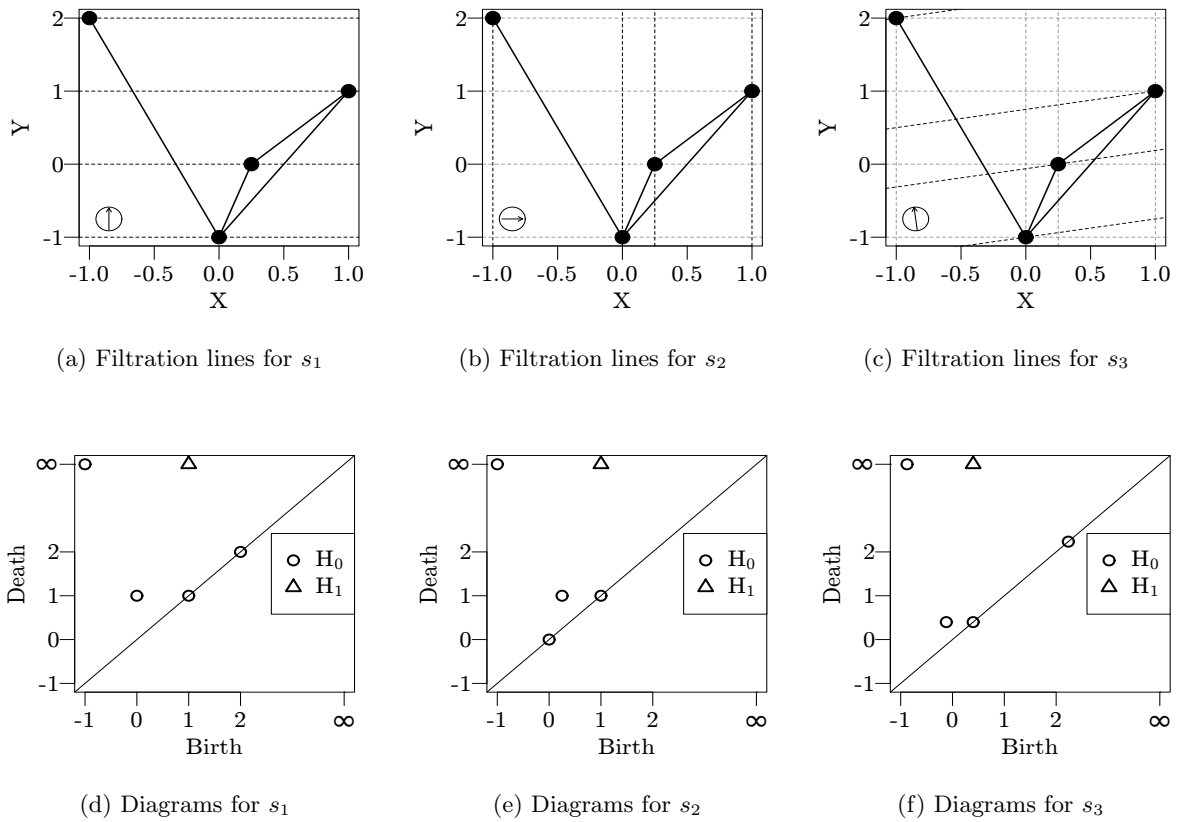 2
1
0
-1
Y
-1.0 -0.5 0.0 0.5 1.0
X
(a) Filtration lines for s₁
2
1
0
-1
Y
-1.0 -0.5 0.0 0.5 1.0
X
(b) Filtration lines for s₂
2
1
0
-1
Y
-1.0 -0.5 0.0 0.5 1.0
X
(c) Filtration lines for s₃
∞
2
1
0
-1
Death
H₀
H₁
-1 0 1 2 ∞
Birth
(d) Diagrams for s₁
∞
2
1
0
-1
Death
H₀
H₁
-1 0 1 2 ∞
Birth
(e) Diagrams for s₂
∞
2
1
0
-1
Death
H₀
H₁
-1 0 1 2 ∞
Birth
(f) Diagrams for s₃